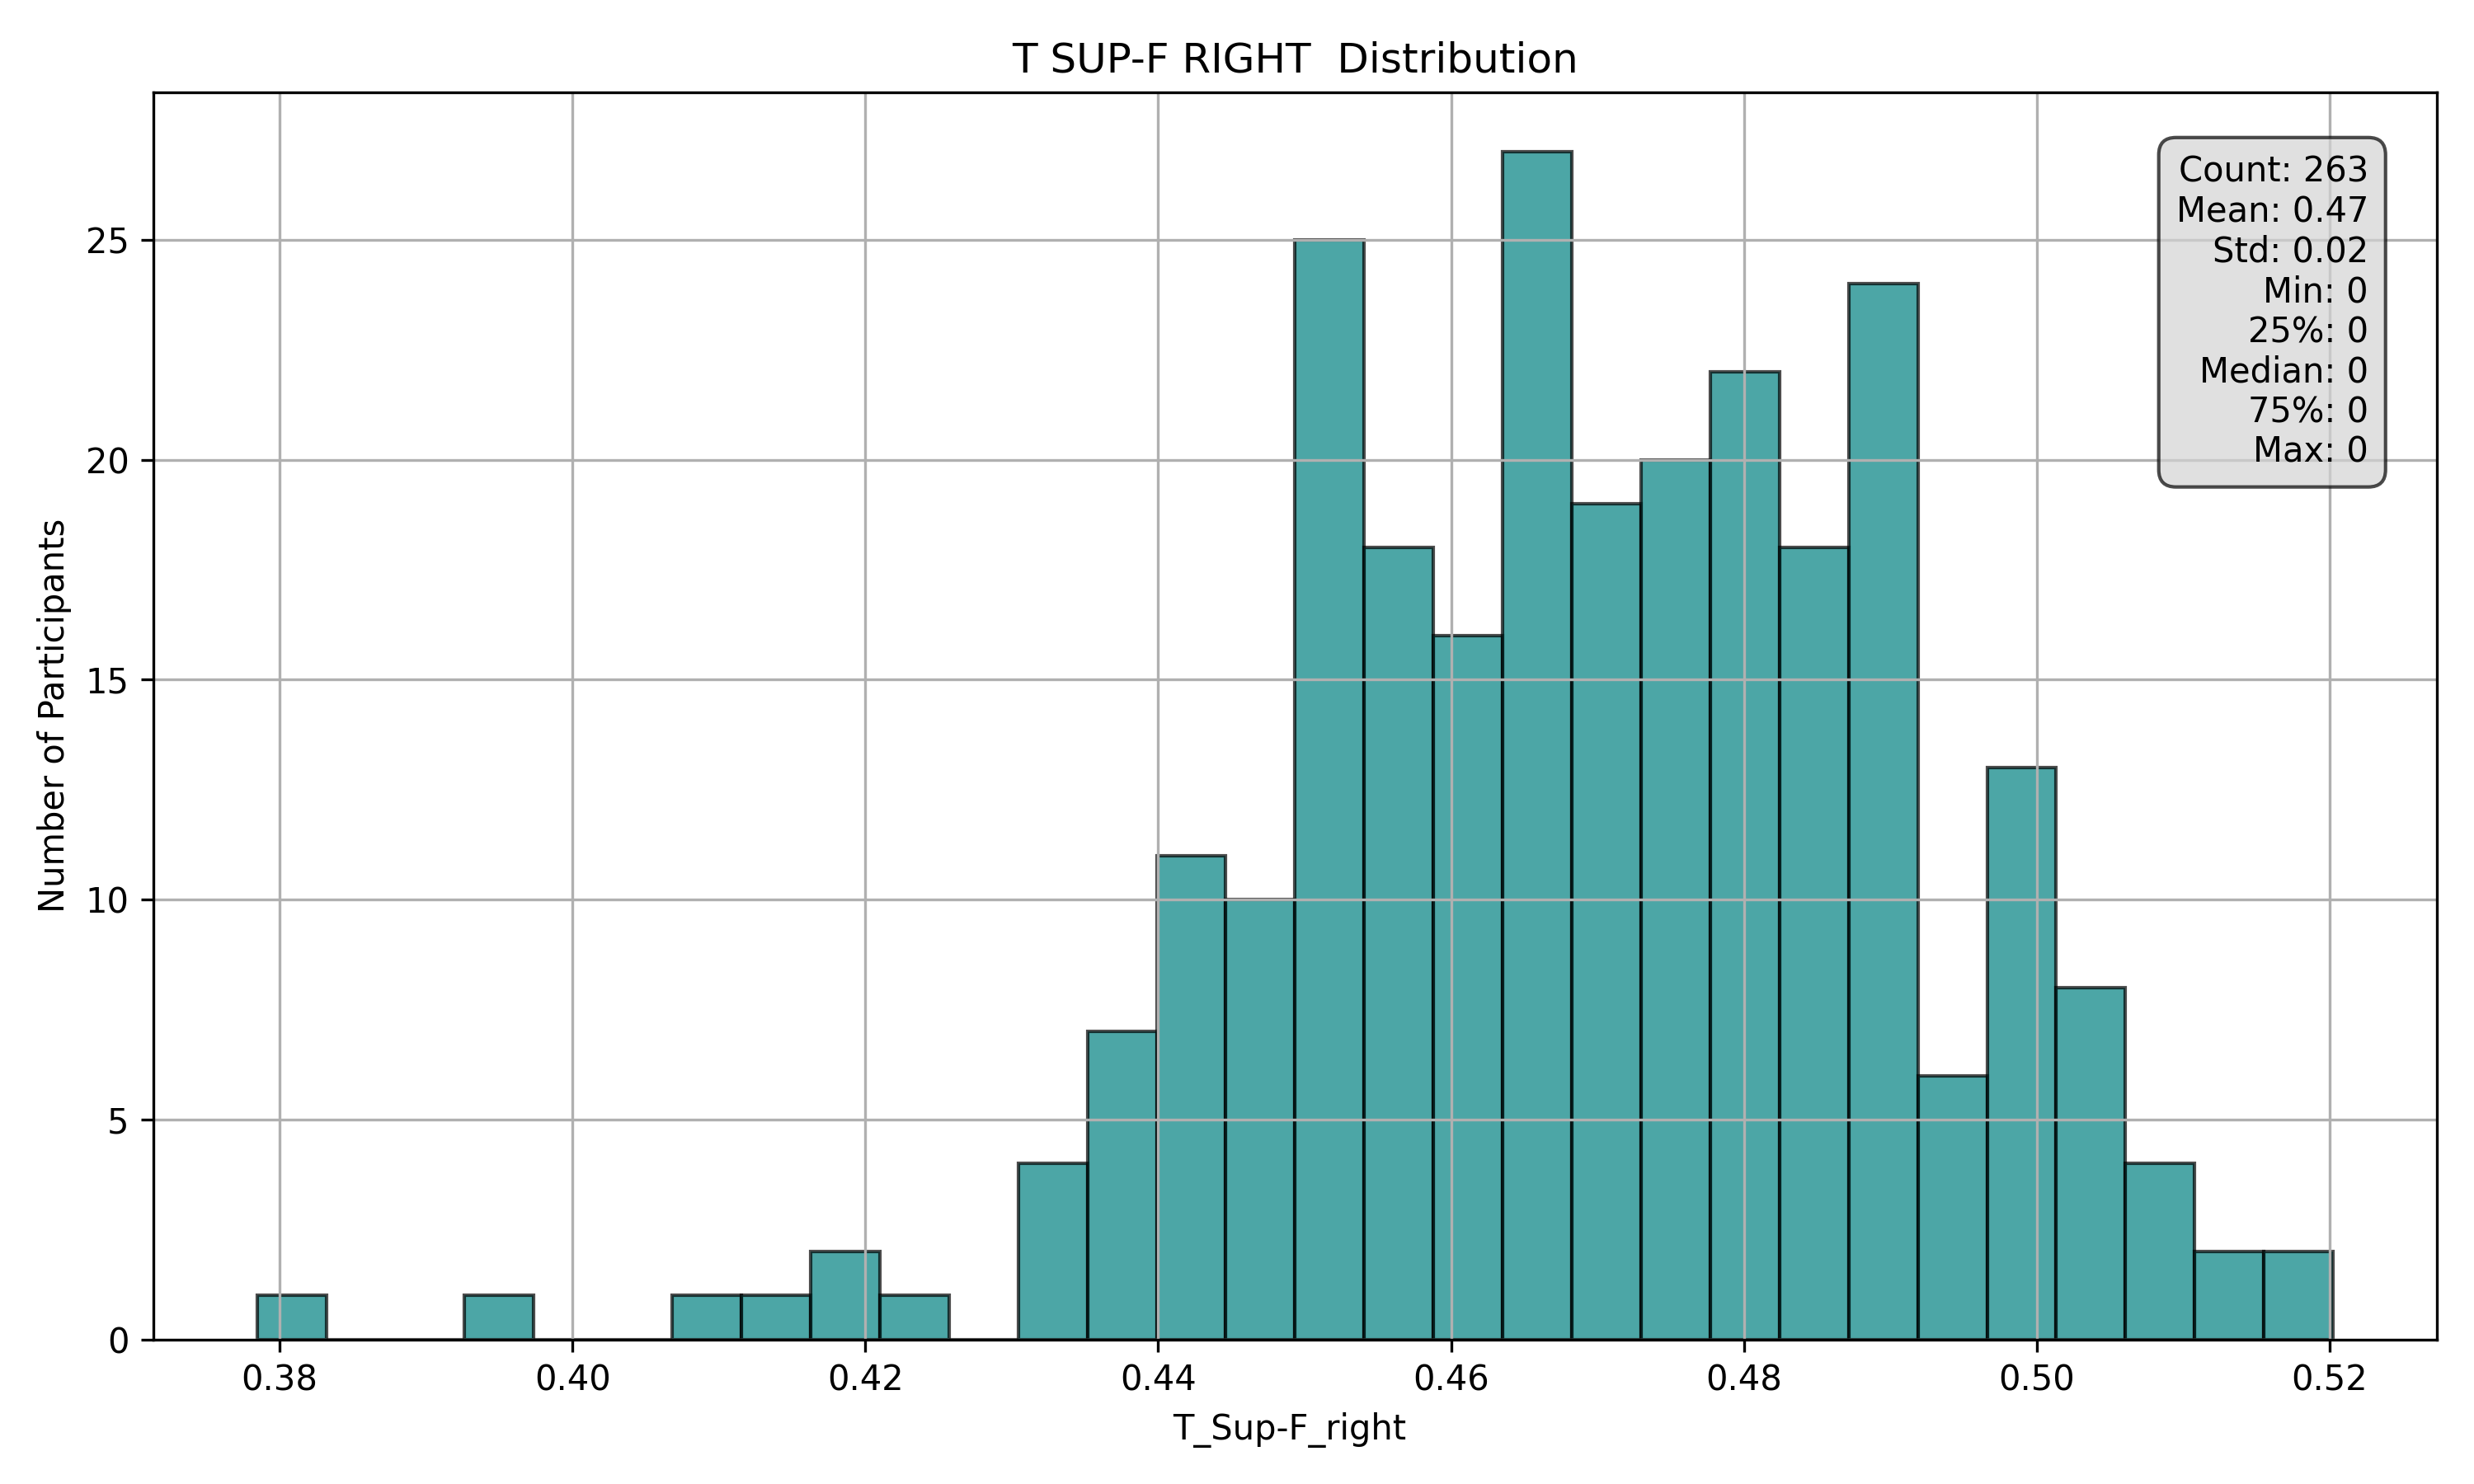 T SUP-F RIGHT  Distribution
Count: 263
Mean: 0.47
Std: 0.02
Min: 0
25%: 0
Median: 0
75%: 0
Max: 0
Number of Participants
25
20
15
10
5
0
0.38 0.40 0.42 0.44 0.46 0.48 0.50 0.52
T_Sup-F_right